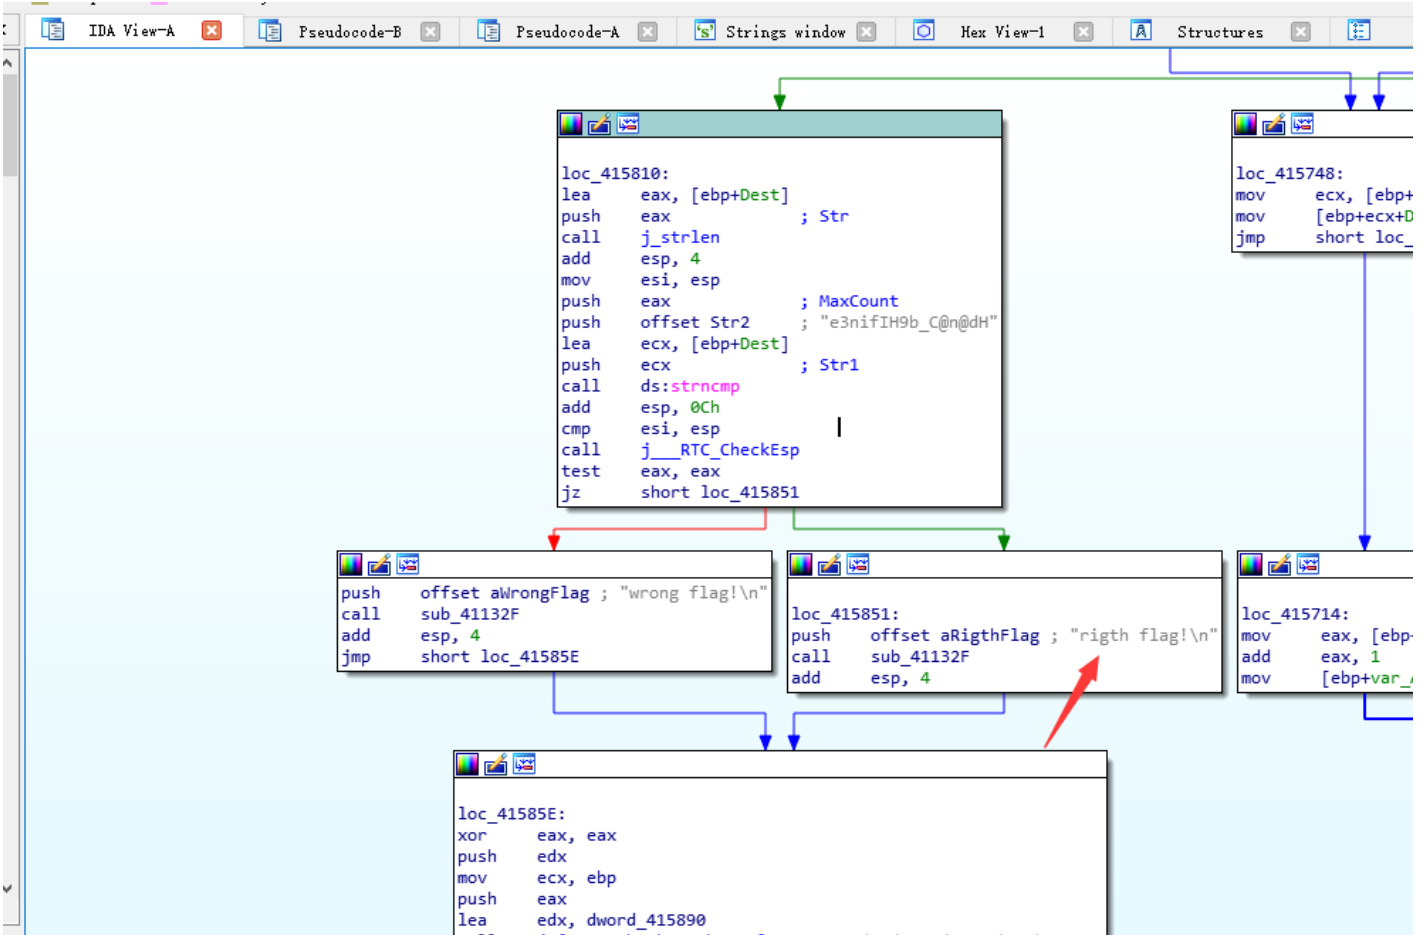 IDA View-A
Pseudocode-B
Pseudocode-A
Strings window
Hex View-1
Structures
loc_415810:
lea eax, [ebp+Dest]
push eax ; Str
call j_strlen
add esp, 4
mov esi, esp
push eax ; MaxCount
push offset Str2 ; "e3nifIH9b_C@n@dH"
lea ecx, [ebp+Dest]
push ecx ; Str1
call ds:strncmp
add esp, 0Ch
cmp esi, esp
call j___RTC_CheckEsp
test eax, eax
jz short loc_415851
loc_415748:
mov ecx, [ebp+
mov [ebp+ecx+D
jmp short loc_
push offset aWrongFlag ; "wrong flag!\n"
call sub_41132F
add esp, 4
jmp short loc_41585E
loc_415851:
push offset aRigthFlag ; "rigth flag!\n"
call sub_41132F
add esp, 4
loc_415714:
mov eax, [ebp-
add eax, 1
mov [ebp+var_A
loc_41585E:
xor eax, eax
push edx
mov ecx, ebp
push eax
lea edx, dword_415890